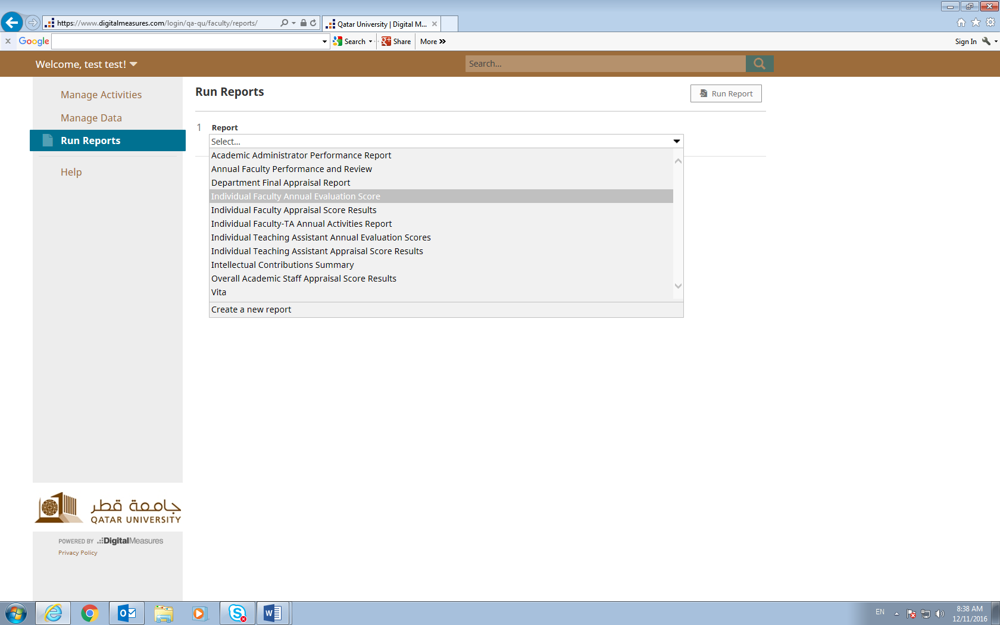 https://www.digitalmeasures.com/login/qa-qu/faculty/reports/
Qatar University | Digital M...
x Google
Search
Share
More »
Sign In
Welcome, test test!
Search...
Manage Activities
Manage Data
Run Reports
Help
Run Reports
Run Report
1 Report
Select...
Academic Administrator Performance Report
Annual Faculty Performance and Review
Department Final Appraisal Report
Individual Faculty Annual Evaluation Score
Individual Faculty Appraisal Score Results
Individual Faculty-TA Annual Activities Report
Individual Teaching Assistant Annual Evaluation Scores
Individual Teaching Assistant Appraisal Score Results
Intellectual Contributions Summary
Overall Academic Staff Appraisal Score Results
Vita
Create a new report
جامعة قطر
QATAR UNIVERSITY
POWERED BY DigitalMeasures
Privacy Policy
EN
8:38 AM
12/11/2016